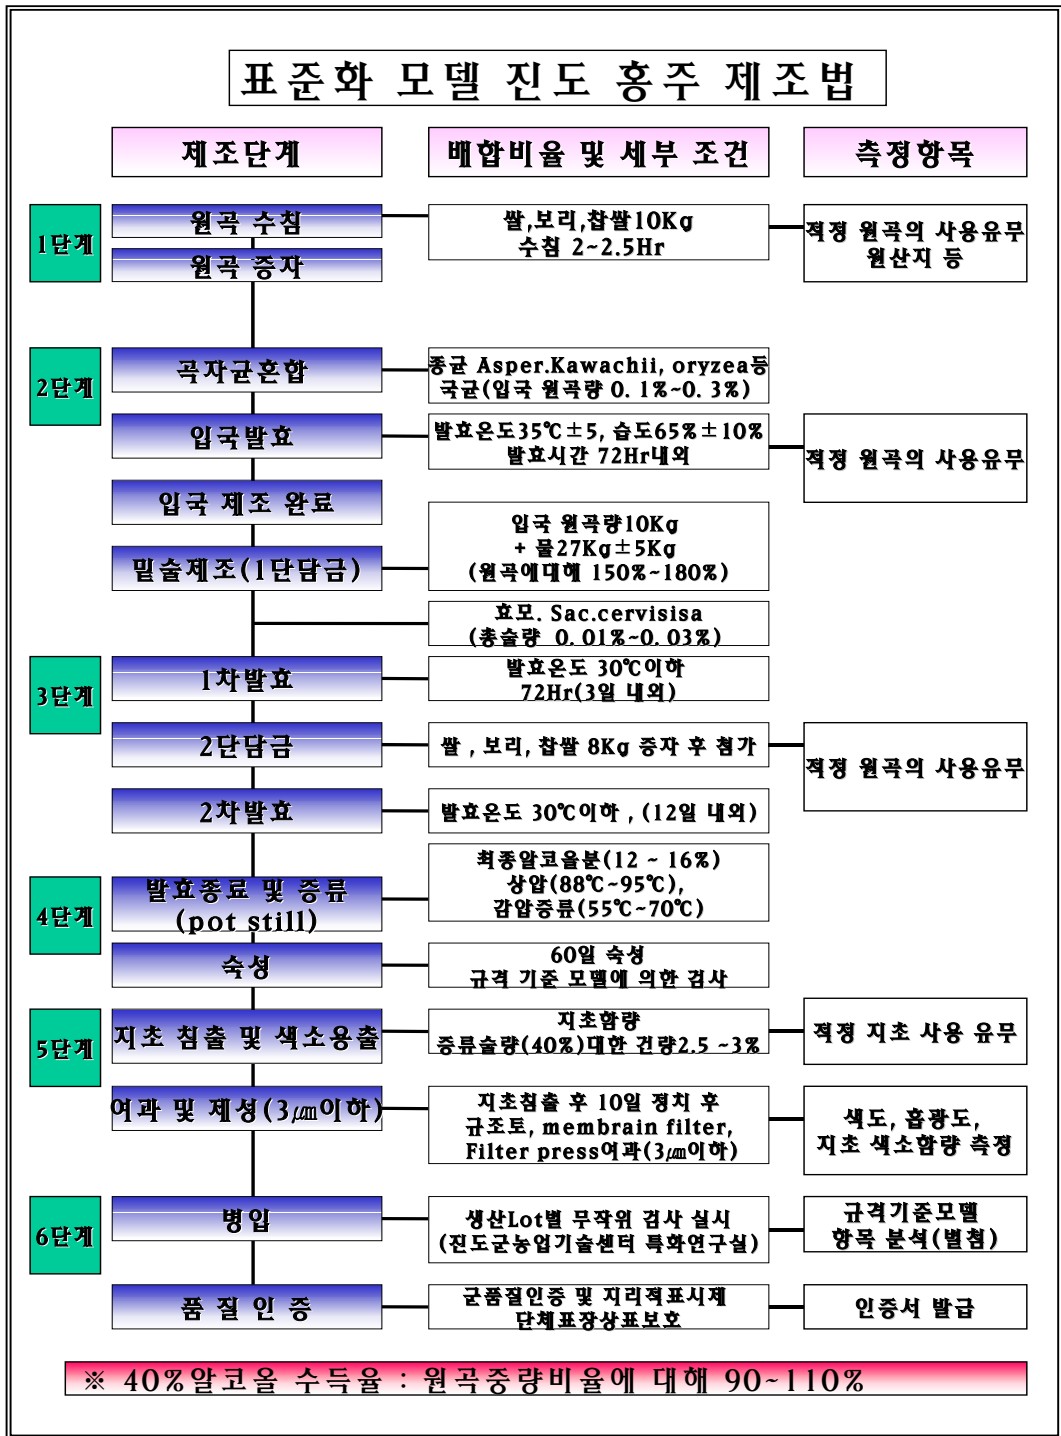 표준화 모델 진도 홍주 제조법
제조단계
배합비율 및 세부 조건
측정항목
1단계
원곡 수침
쌀,보리,찹쌀10Kg
수침 2~2.5Hr
적정 원곡의 사용유무
원산지 등
원곡 증자
2단계
곡자균혼합
종균 Asper.Kawachii, oryzea등
국균(입국 원곡량 0.1%~0.3%)
입국발효
발효온도35℃±5, 습도65%±10%
발효시간 72Hr내외
적정 원곡의 사용유무
입국 제조 완료
밑술제조(1단담금)
입국 원곡량10Kg
+ 물27Kg±5Kg
(원곡에대해 150%~180%)
효모. Sac.cervisisa
(총술량 0.01%~0.03%)
3단계
1차발효
발효온도 30℃이하
72Hr(3일 내외)
2단담금
쌀 , 보리, 찹쌀 8Kg 증자 후 첨가
적정 원곡의 사용유무
2차발효
발효온도 30℃이하 , (12일 내외)
4단계
발효종료 및 증류
(pot still)
최종알코올분(12 ~ 16%)
상압(88℃~95℃),
감압증류(55℃~70℃)
숙성
60일 숙성
규격 기준 모델에 의한 검사
5단계
지초 침출 및 색소용출
지초함량
증류술량(40%)대한 건량2.5 ~3%
적정 지초 사용 유무
여과 및 제성(3㎛이하)
지초침출 후 10일 정치 후
규조토, membrain filter,
Filter press여과(3㎛이하)
색도, 흡광도,
지초 색소함량 측정
6단계
병입
생산Lot별 무작위 검사 실시
(진도군농업기술센터 특화연구실)
규격기준모델
항목 분석(별첨)
품 질 인 증
군품질인증 및 지리적표시제
단체표장상표보호
인증서 발급
※ 40%알코올 수득율 : 원곡중량비율에 대해 90~110%